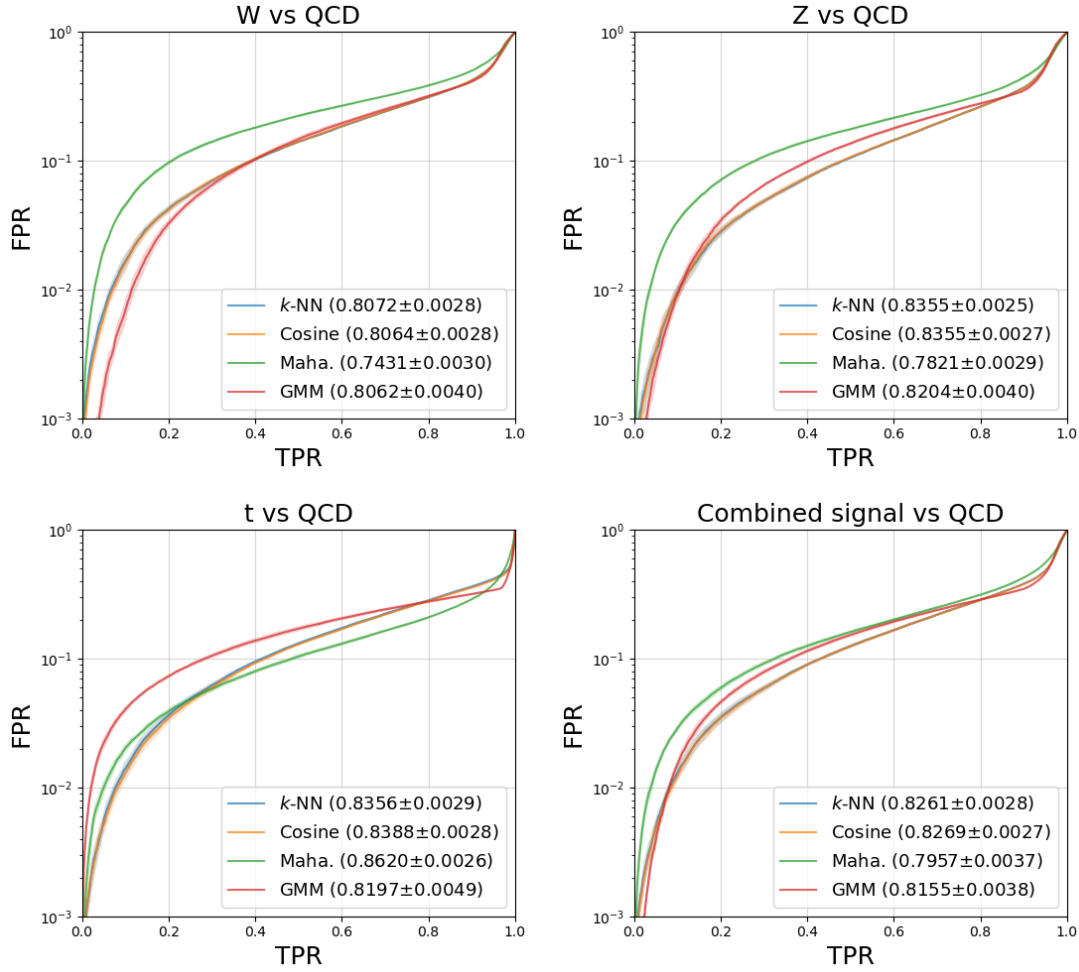 W vs QCD
10⁰
10⁻¹
10⁻²
10⁻³
FPR
k-NN (0.8072±0.0028)
Cosine (0.8064±0.0028)
Maha. (0.7431±0.0030)
GMM (0.8062±0.0040)
0.0 0.2 0.4 0.6 0.8 1.0
TPR
Z vs QCD
10⁰
10⁻¹
10⁻²
10⁻³
FPR
k-NN (0.8355±0.0025)
Cosine (0.8355±0.0027)
Maha. (0.7821±0.0029)
GMM (0.8204±0.0040)
0.0 0.2 0.4 0.6 0.8 1.0
TPR
t vs QCD
10⁰
10⁻¹
10⁻²
10⁻³
FPR
k-NN (0.8356±0.0029)
Cosine (0.8388±0.0028)
Maha. (0.8620±0.0026)
GMM (0.8197±0.0049)
0.0 0.2 0.4 0.6 0.8 1.0
TPR
Combined signal vs QCD
10⁰
10⁻¹
10⁻²
10⁻³
FPR
k-NN (0.8261±0.0028)
Cosine (0.8269±0.0027)
Maha. (0.7957±0.0037)
GMM (0.8155±0.0038)
0.0 0.2 0.4 0.6 0.8 1.0
TPR